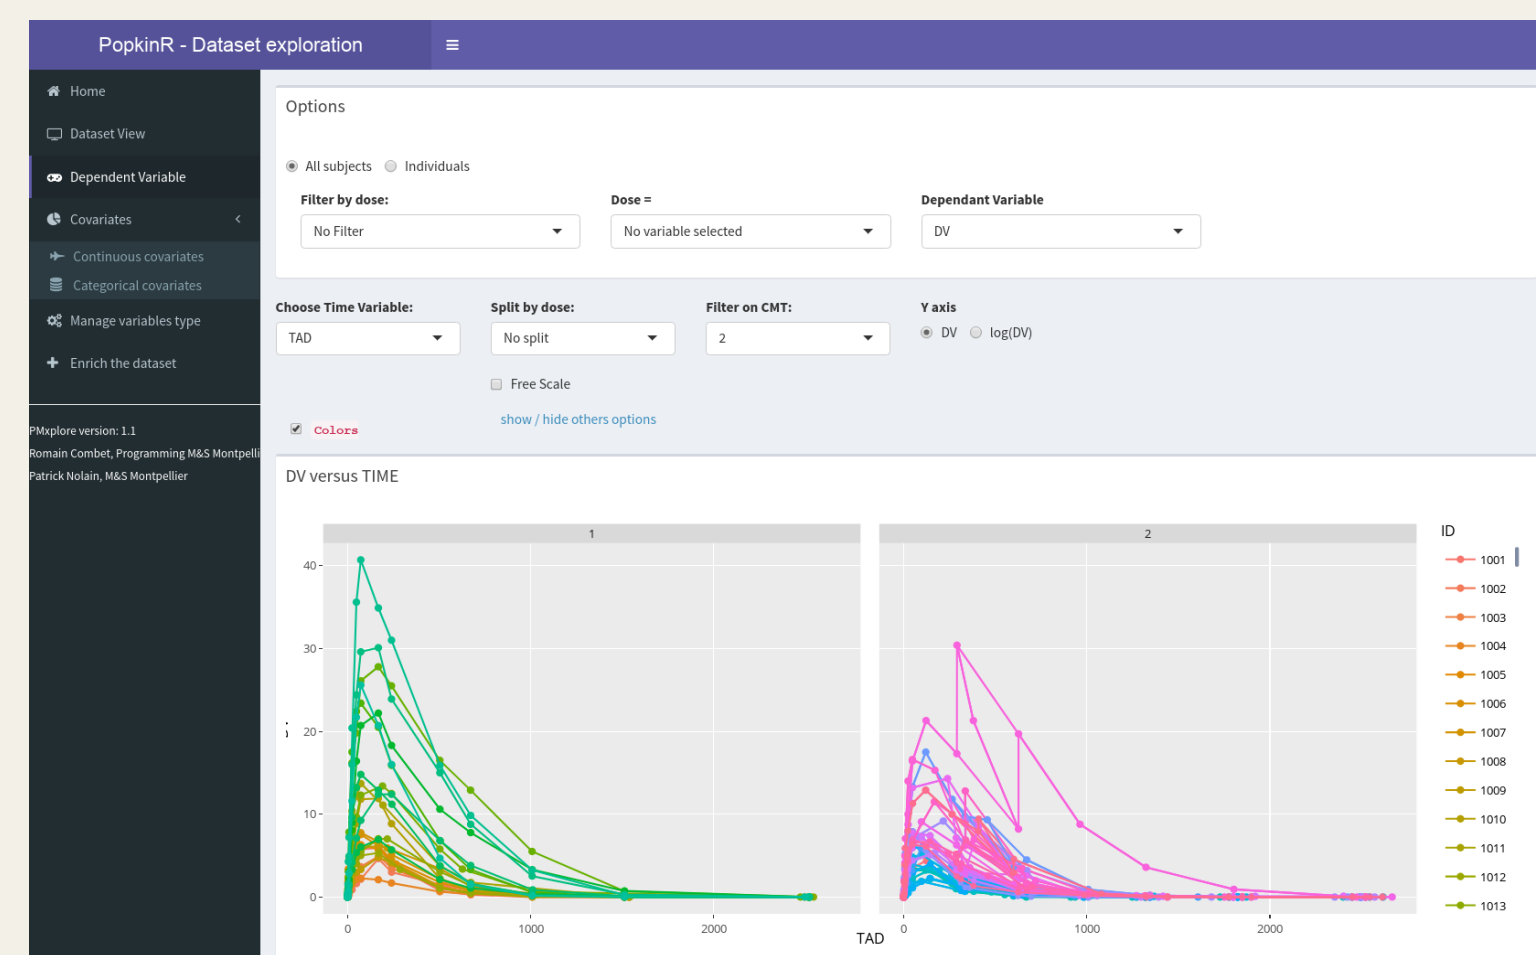 PopkinR - Dataset exploration
Home
Dataset View
Dependent Variable
Covariates
Continuous covariates
Categorical covariates
Manage variables type
Enrich the dataset
PMxplore version: 1.1
Romain Combet, Programming M&S Montpelli
Patrick Nolain, M&S Montpellier
Options
All subjects Individuals
Filter by dose: Dose = Dependant Variable
No Filter No variable selected DV
Choose Time Variable: Split by dose: Filter on CMT: Y axis
TAD No split 2 DV log(DV)
Free Scale
show / hide others options
Colors
DV versus TIME
1 2
40
30
20
10
0
0 1000 2000 0 1000 2000
TAD
ID
1001
1002
1003
1004
1005
1006
1007
1008
1009
1010
1011
1012
1013